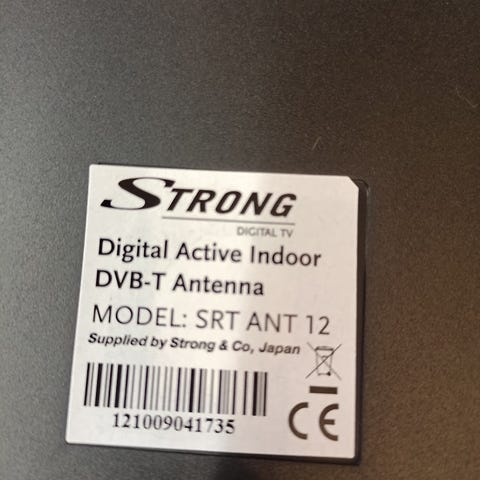 STRONG
DIGITAL TV
Digital Active Indoor
DVB-T Antenna
MODEL: SRT ANT 12
Supplied by Strong & Co, Japan
121009041735
CE